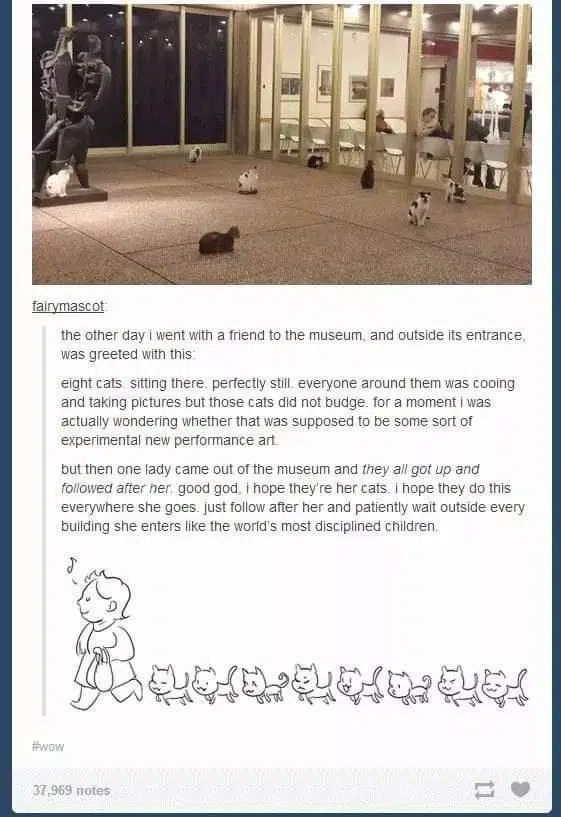 fairymascot:
the other day i went with a friend to the museum, and outside its entrance,
was greeted with this:
eight cats. sitting there. perfectly still. everyone around them was cooing
and taking pictures but those cats did not budge. for a moment i was
actually wondering whether that was supposed to be some sort of
experimental new performance art.
but then one lady came out of the museum and they all got up and
followed after her. good god, i hope they're her cats. i hope they do this
everywhere she goes. just follow after her and patiently wait outside every
building she enters like the world's most disciplined children.
#wow
37,969 notes